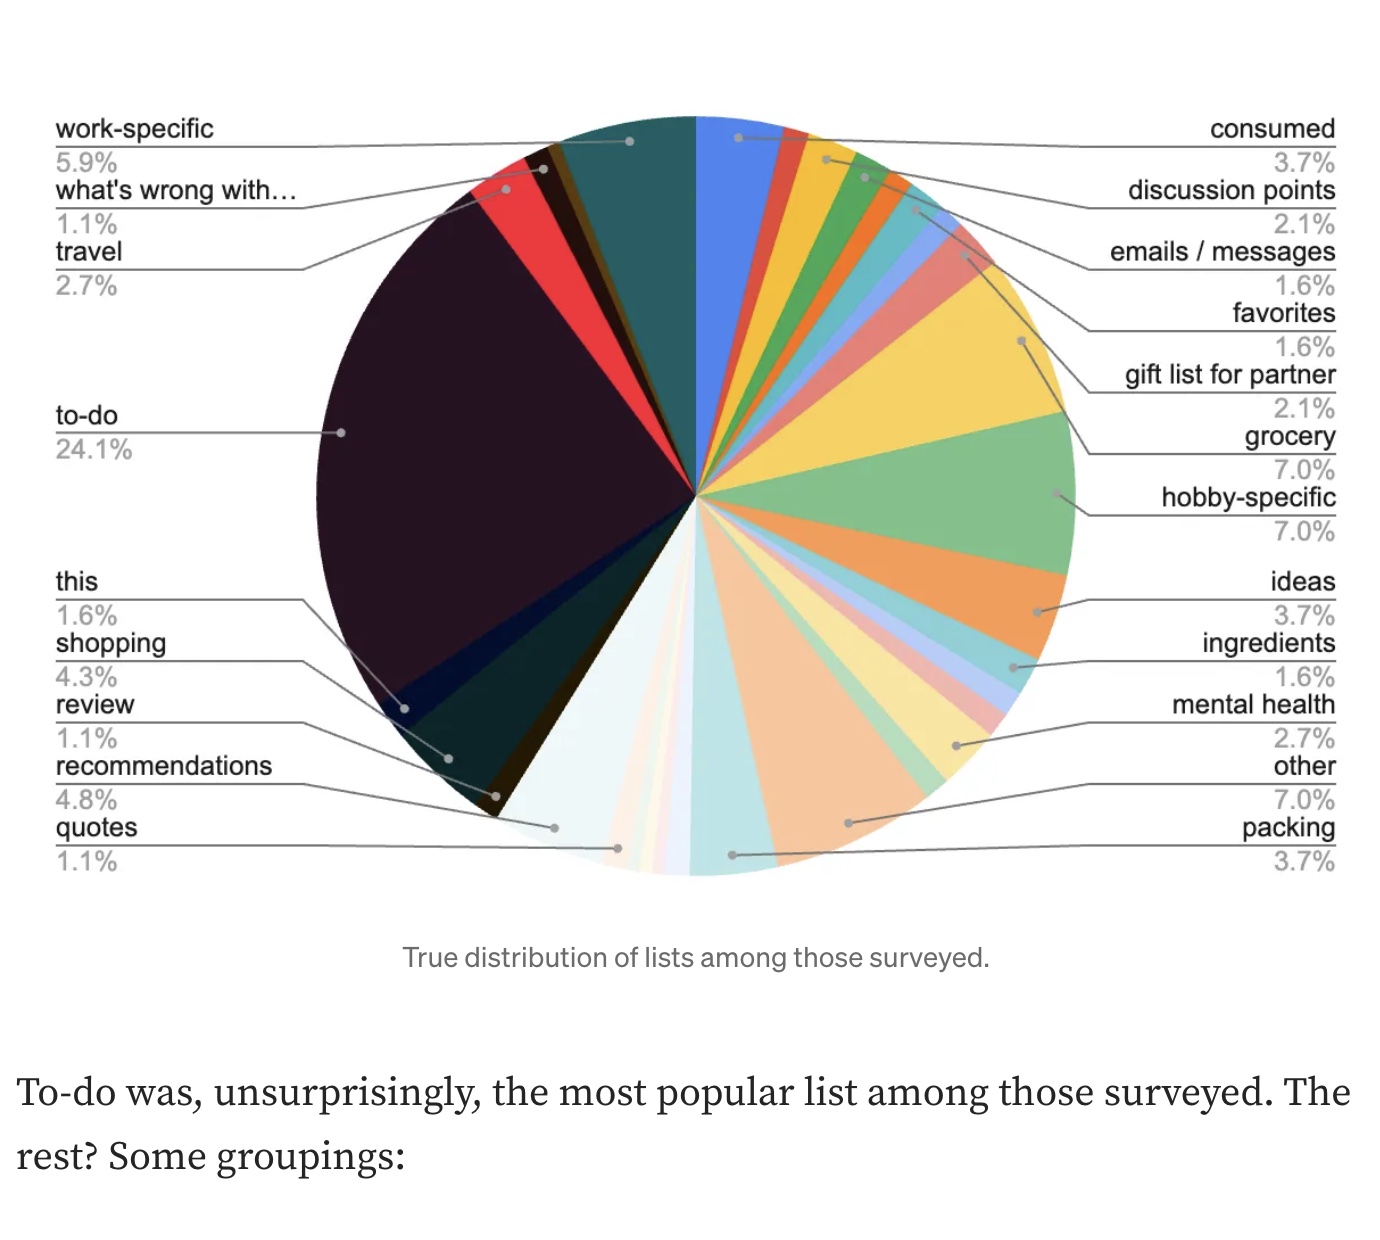 work-specific
5.9%
what's wrong with...
1.1%
travel
2.7%
to-do
24.1%
this
1.6%
shopping
4.3%
review
1.1%
recommendations
4.8%
quotes
1.1%
consumed
3.7%
discussion points
2.1%
emails / messages
1.6%
favorites
1.6%
gift list for partner
2.1%
grocery
7.0%
hobby-specific
7.0%
ideas
3.7%
ingredients
1.6%
mental health
2.7%
other
7.0%
packing
3.7%
True distribution of lists among those surveyed.
To-do was, unsurprisingly, the most popular list among those surveyed. The
rest? Some groupings: